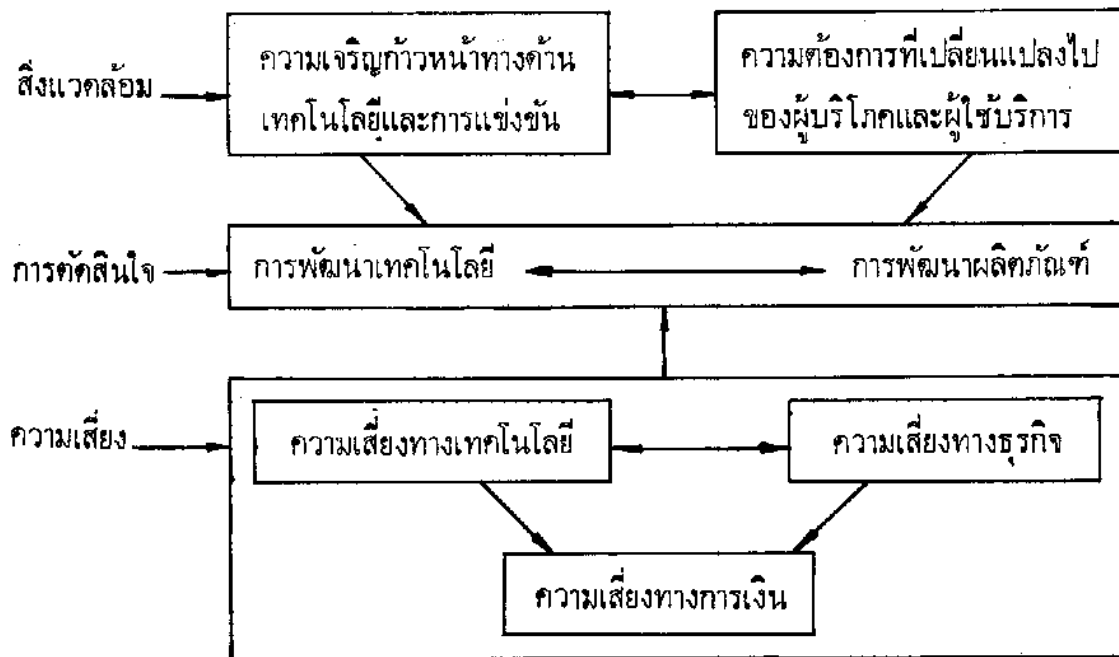 สิ่งแวดล้อม
ความเจริญก้าวหน้าทางด้าน
เทคโนโลยีและการแข่งขัน
ความต้องการที่เปลี่ยนแปลงไป
ของผู้บริโภคและผู้ใช้บริการ
การตัดสินใจ
การพัฒนาเทคโนโลยี
การพัฒนาผลิตภัณฑ์
ความเสี่ยง
ความเสี่ยงทางเทคโนโลยี
ความเสี่ยงทางธุรกิจ
ความเสี่ยงทางการเงิน